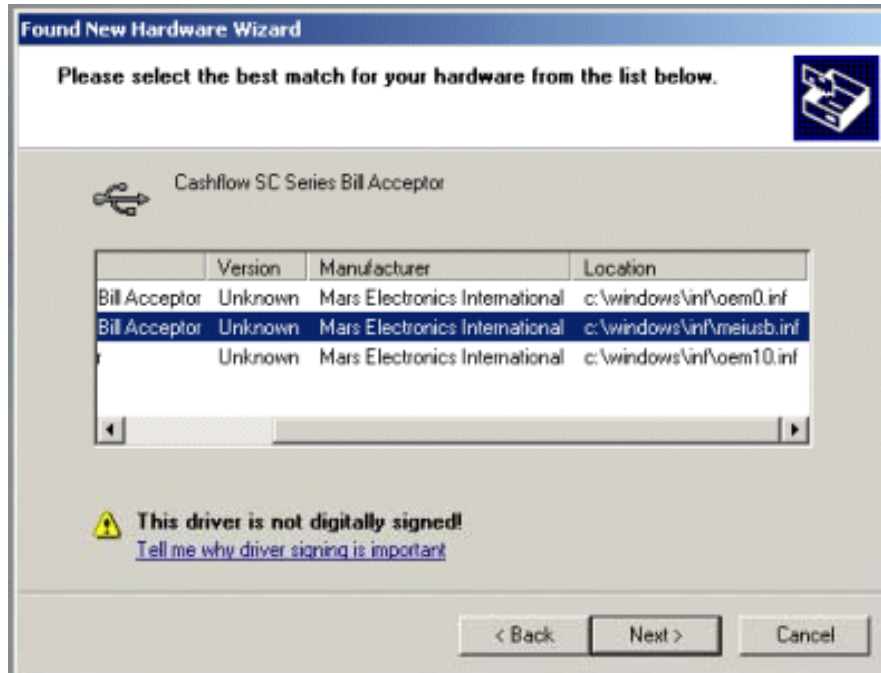 Found New Hardware Wizard
Please select the best match for your hardware from the list below.
Cashflow SC Series Bill Acceptor
Version Manufacturer Location
Bill Acceptor Unknown Mars Electronics International c:\windows\inf\oem0.inf
Bill Acceptor Unknown Mars Electronics International c:\windows\inf\meiusb.inf
r Unknown Mars Electronics International c:\windows\inf\oem10.inf
This driver is not digitally signed!
Tell me why driver signing is important
< Back Next > Cancel